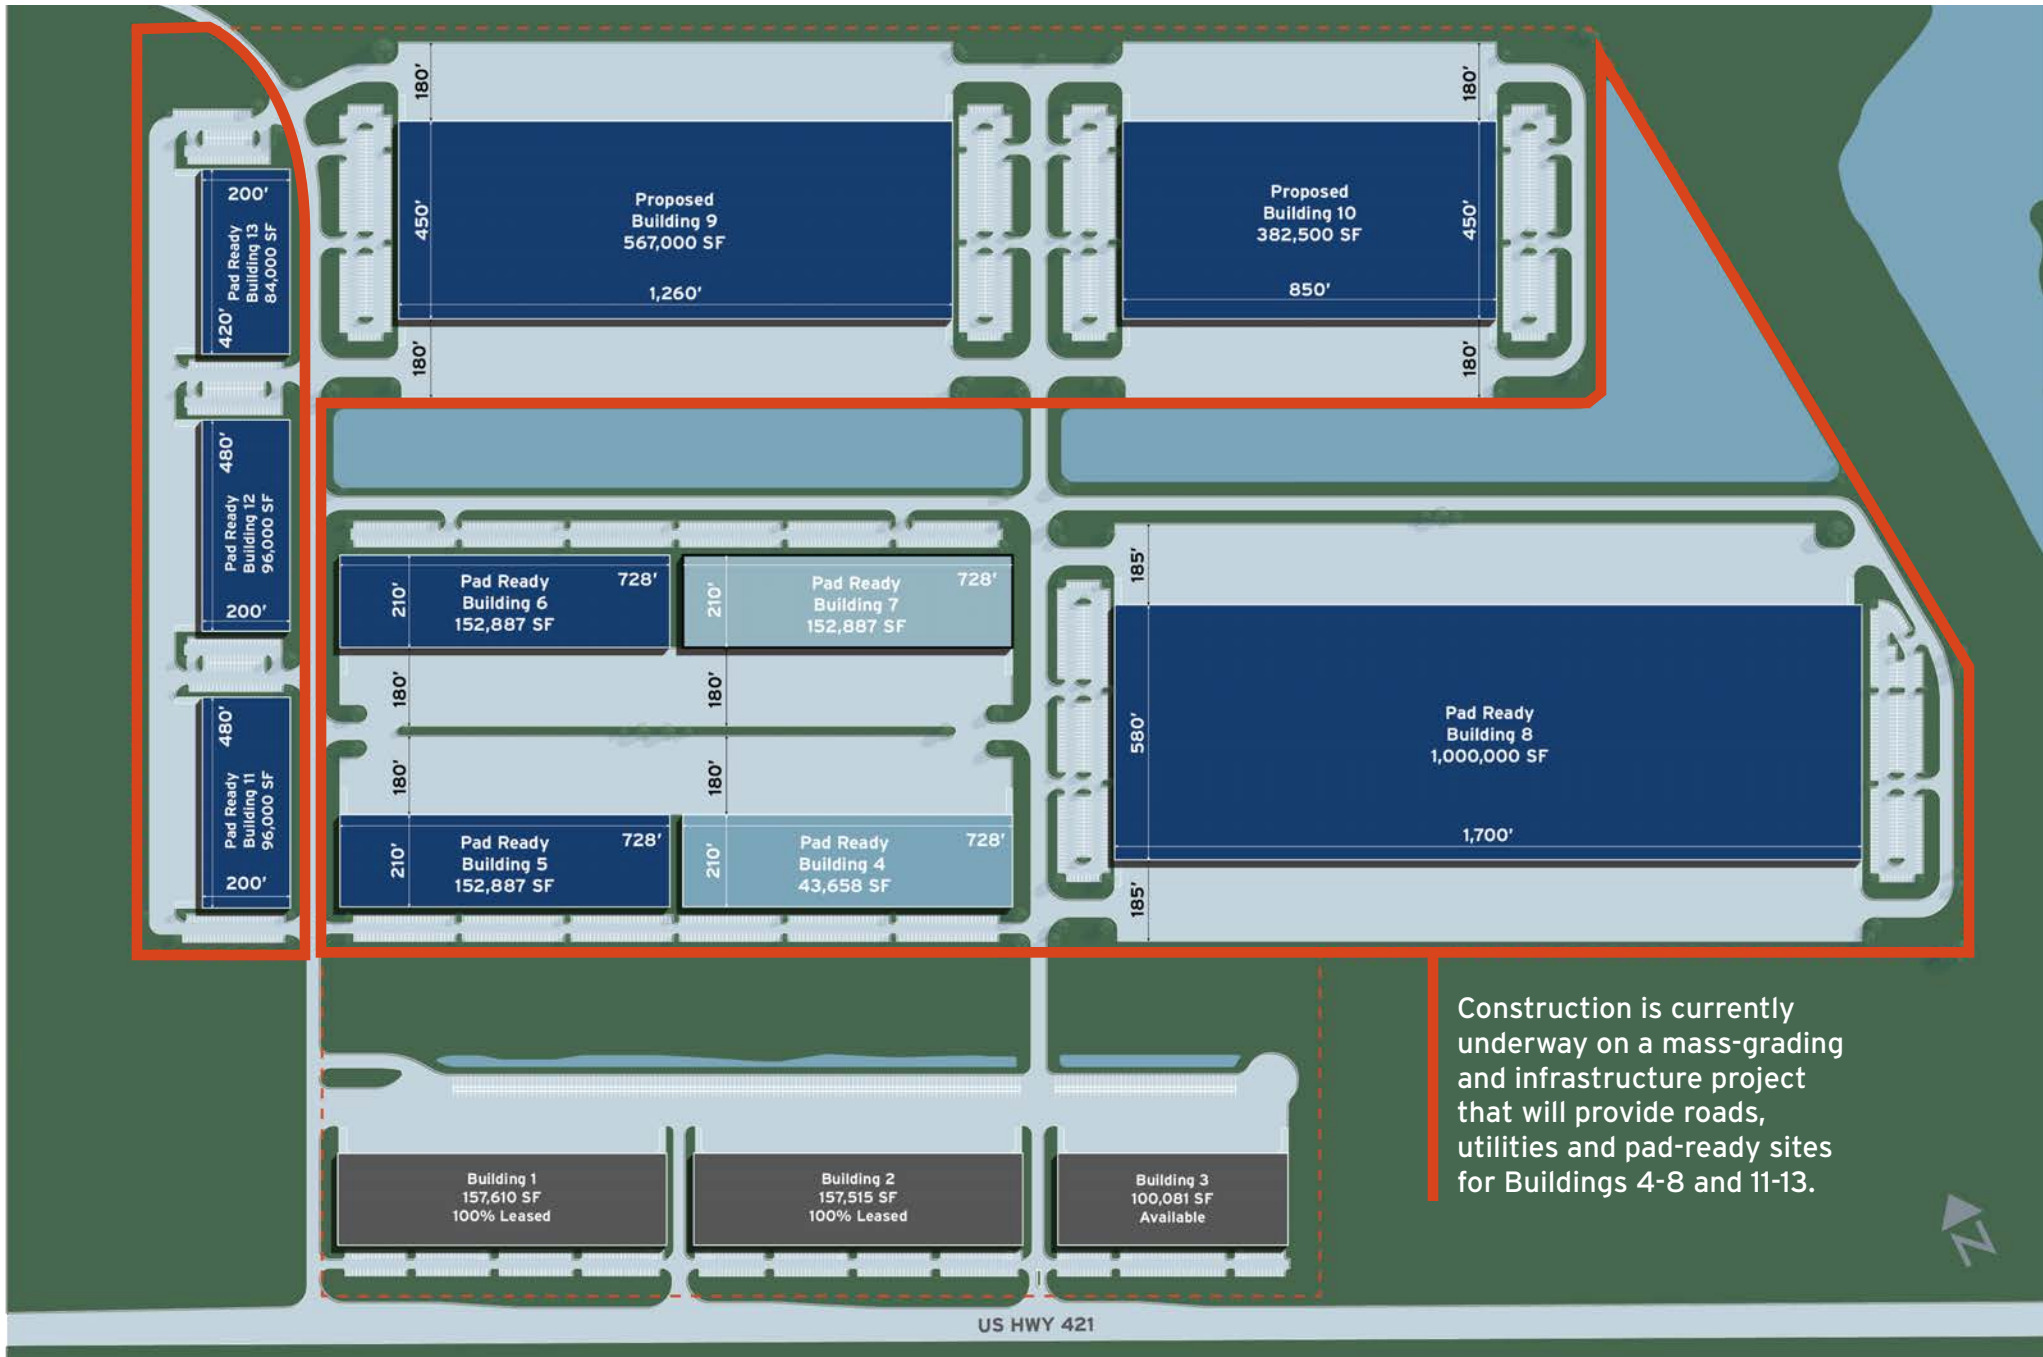 180'
180'
Proposed
Building 9
567,000 SF
450'
1,260'
180'
Proposed
Building 10
382,500 SF
450'
850'
180'
200'
Pad Ready
Building 13
84,000 SF
420'
480'
Pad Ready
Building 12
96,000 SF
200'
480'
Pad Ready
Building 11
96,000 SF
200'
Pad Ready
Building 6
152,887 SF
728'
210'
180'
Pad Ready
Building 7
152,887 SF
728'
210'
180'
180'
Pad Ready
Building 5
152,887 SF
728'
210'
180'
Pad Ready
Building 4
43,658 SF
728'
210'
185'
580'
Pad Ready
Building 8
1,000,000 SF
1,700'
185'
Construction is currently
underway on a mass-grading
and infrastructure project
that will provide roads,
utilities and pad-ready sites
for Buildings 4-8 and 11-13.
Building 1
157,610 SF
100% Leased
Building 2
157,515 SF
100% Leased
Building 3
100,081 SF
Available
N
US HWY 421